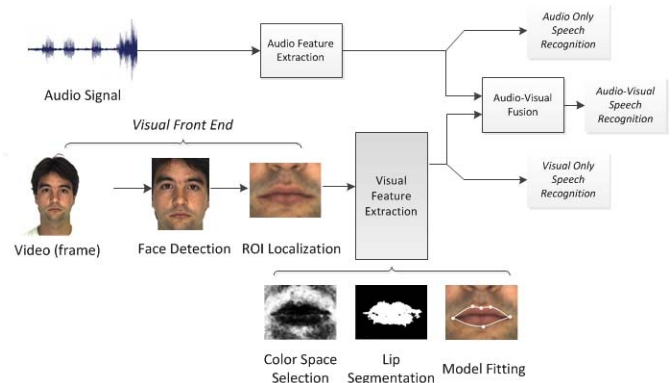 Audio Only
Speech
Recognition
Audio Feature
Extraction
Audio Signal
Audio-Visual
Fusion
Audio-Visual
Speech
Recognition
Visual Front End
Visual
Feature
Extraction
Visual Only
Speech
Recognition
Video (frame)
Face Detection
ROI Localization
Color Space
Selection
Lip
Segmentation
Model Fitting